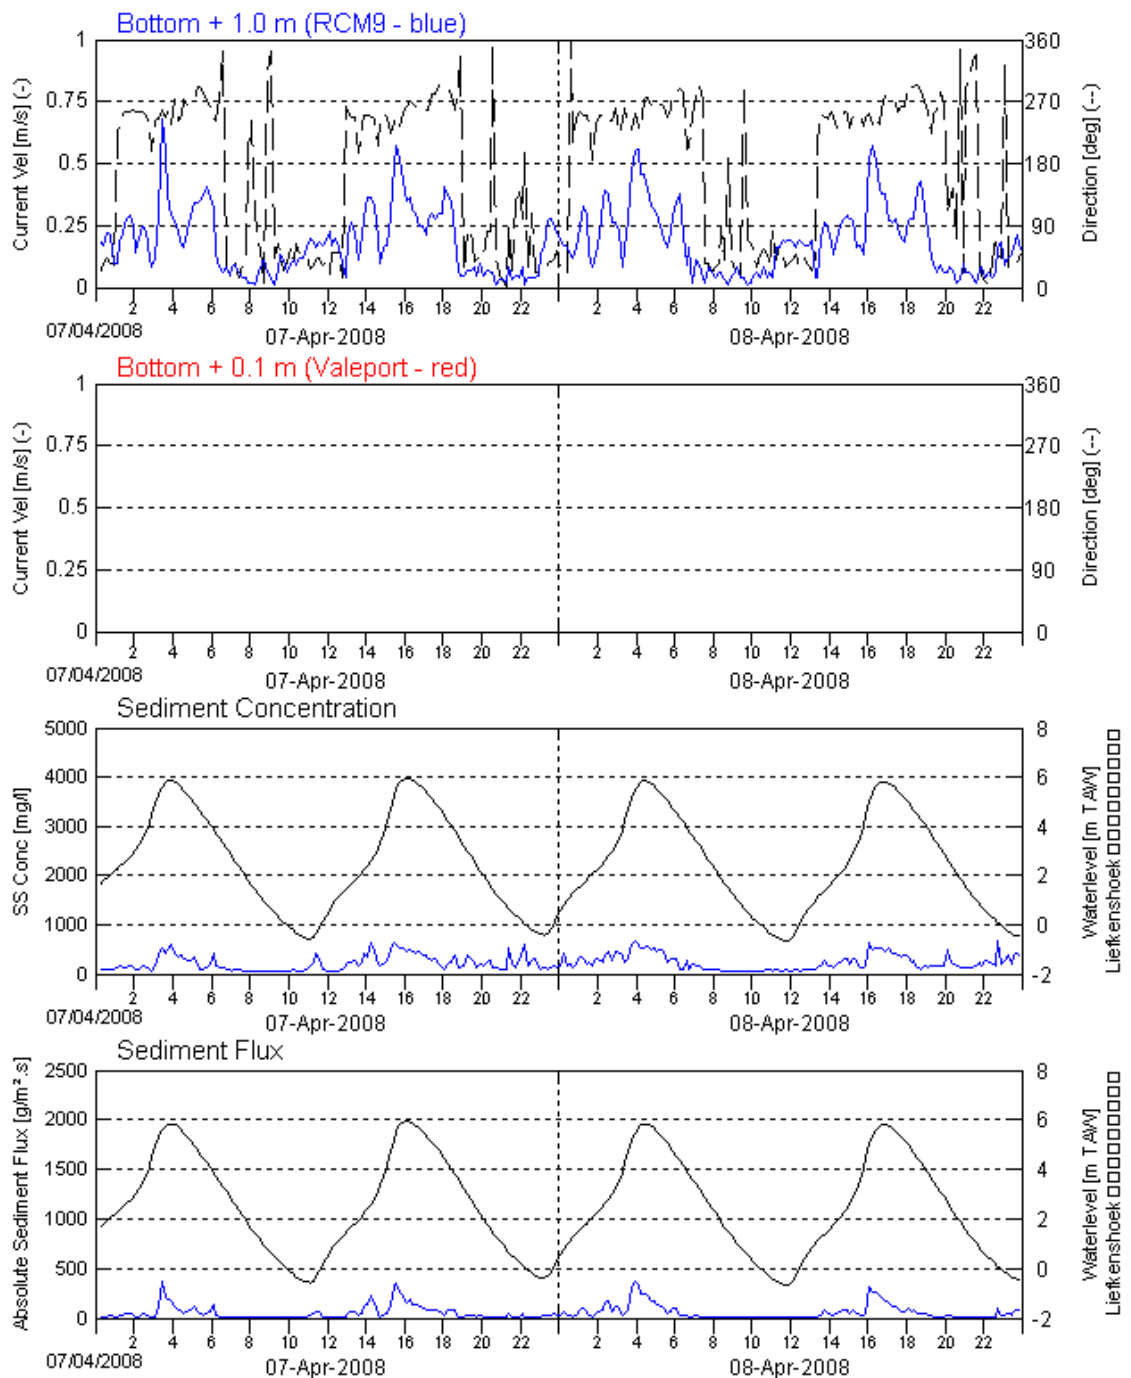 Bottom + 1.0 m (RCM9 - blue)
1 360
0.75 270
0.5 180
0.25 90
0 0
Current Vel [m/s] (-)
Direction [deg] (--)
2 4 6 8 10 12 14 16 18 20 22 2 4 6 8 10 12 14 16 18 20 22
07/04/2008 07-Apr-2008 08-Apr-2008
Bottom + 0.1 m (Valeport - red)
1 360
0.75 270
0.5 180
0.25 90
0 0
Current Vel [m/s] (-)
Direction [deg] (--)
2 4 6 8 10 12 14 16 18 20 22 2 4 6 8 10 12 14 16 18 20 22
07/04/2008 07-Apr-2008 08-Apr-2008
Sediment Concentration
5000 8
4000 6
3000 4
2000 2
1000 0
0 -2
SS Conc [mg/l]
Waterlevel [m TAW]
Liefkenshoek □□□□□□□□□
2 4 6 8 10 12 14 16 18 20 22 2 4 6 8 10 12 14 16 18 20 22
07/04/2008 07-Apr-2008 08-Apr-2008
Sediment Flux
2500 8
2000 6
1500 4
1000 2
500 0
0 -2
Absolute Sediment Flux [g/m².s]
Waterlevel [m TAW]
Liefkenshoek □□□□□□□□□
2 4 6 8 10 12 14 16 18 20 22 2 4 6 8 10 12 14 16 18 20 22
07/04/2008 07-Apr-2008 08-Apr-2008